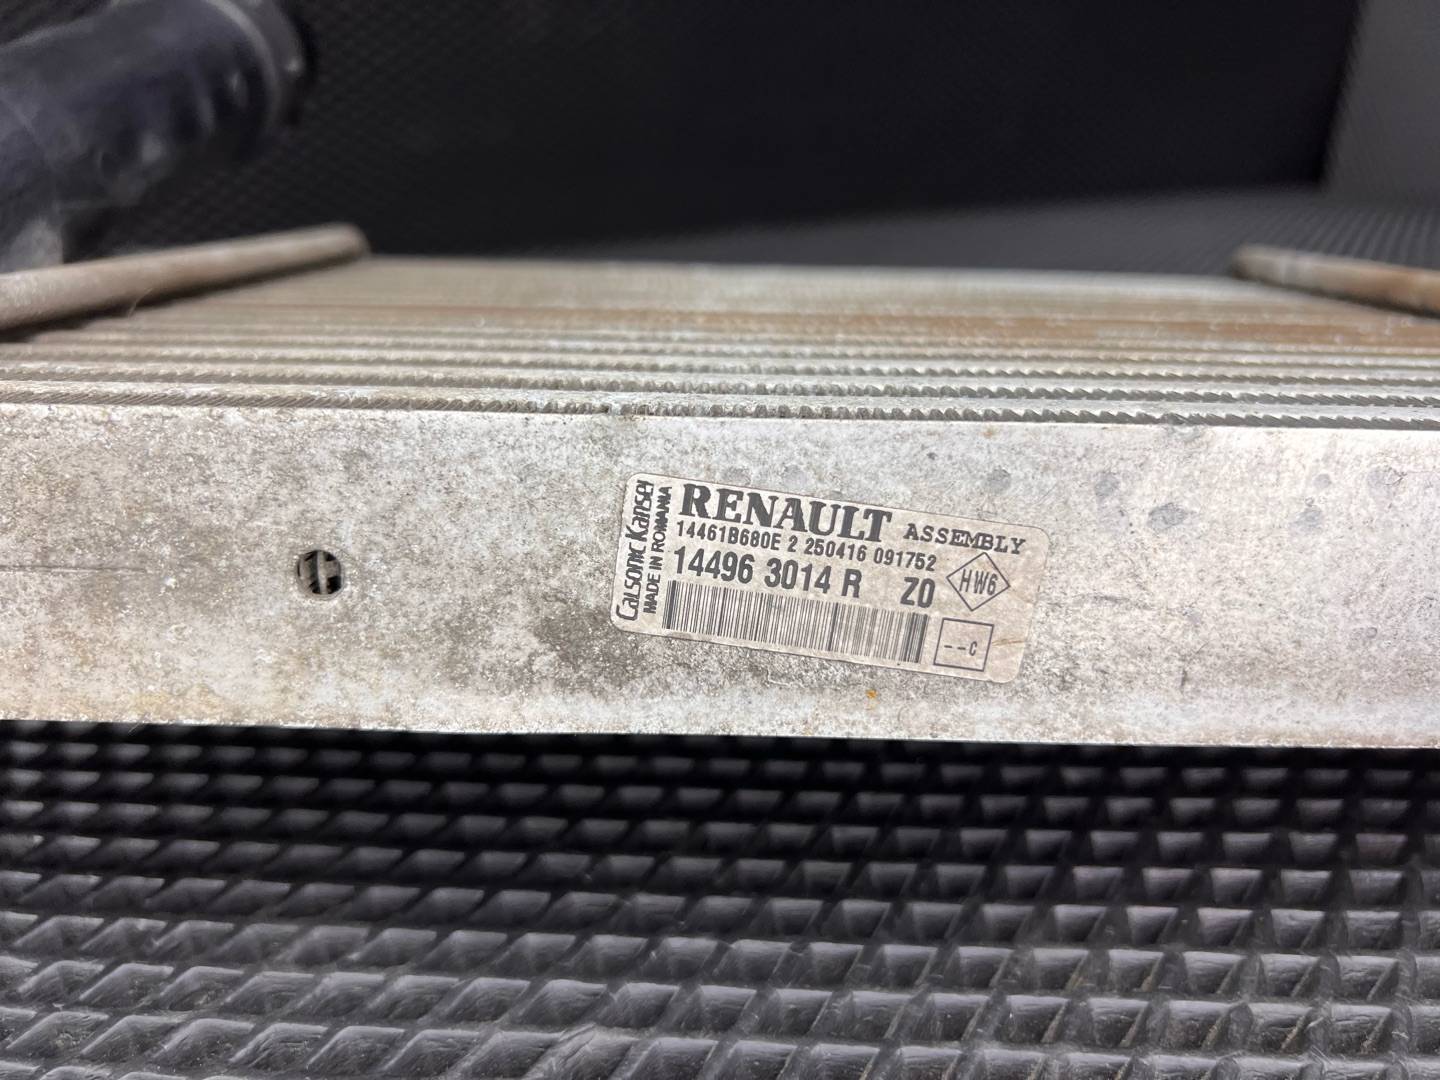 Calsonic Kansei
MADE IN ROMANIA
RENAULT ASSEMBLY
14461B680E 2 250416 091752
14496 3014 R Z0
HW6
--C